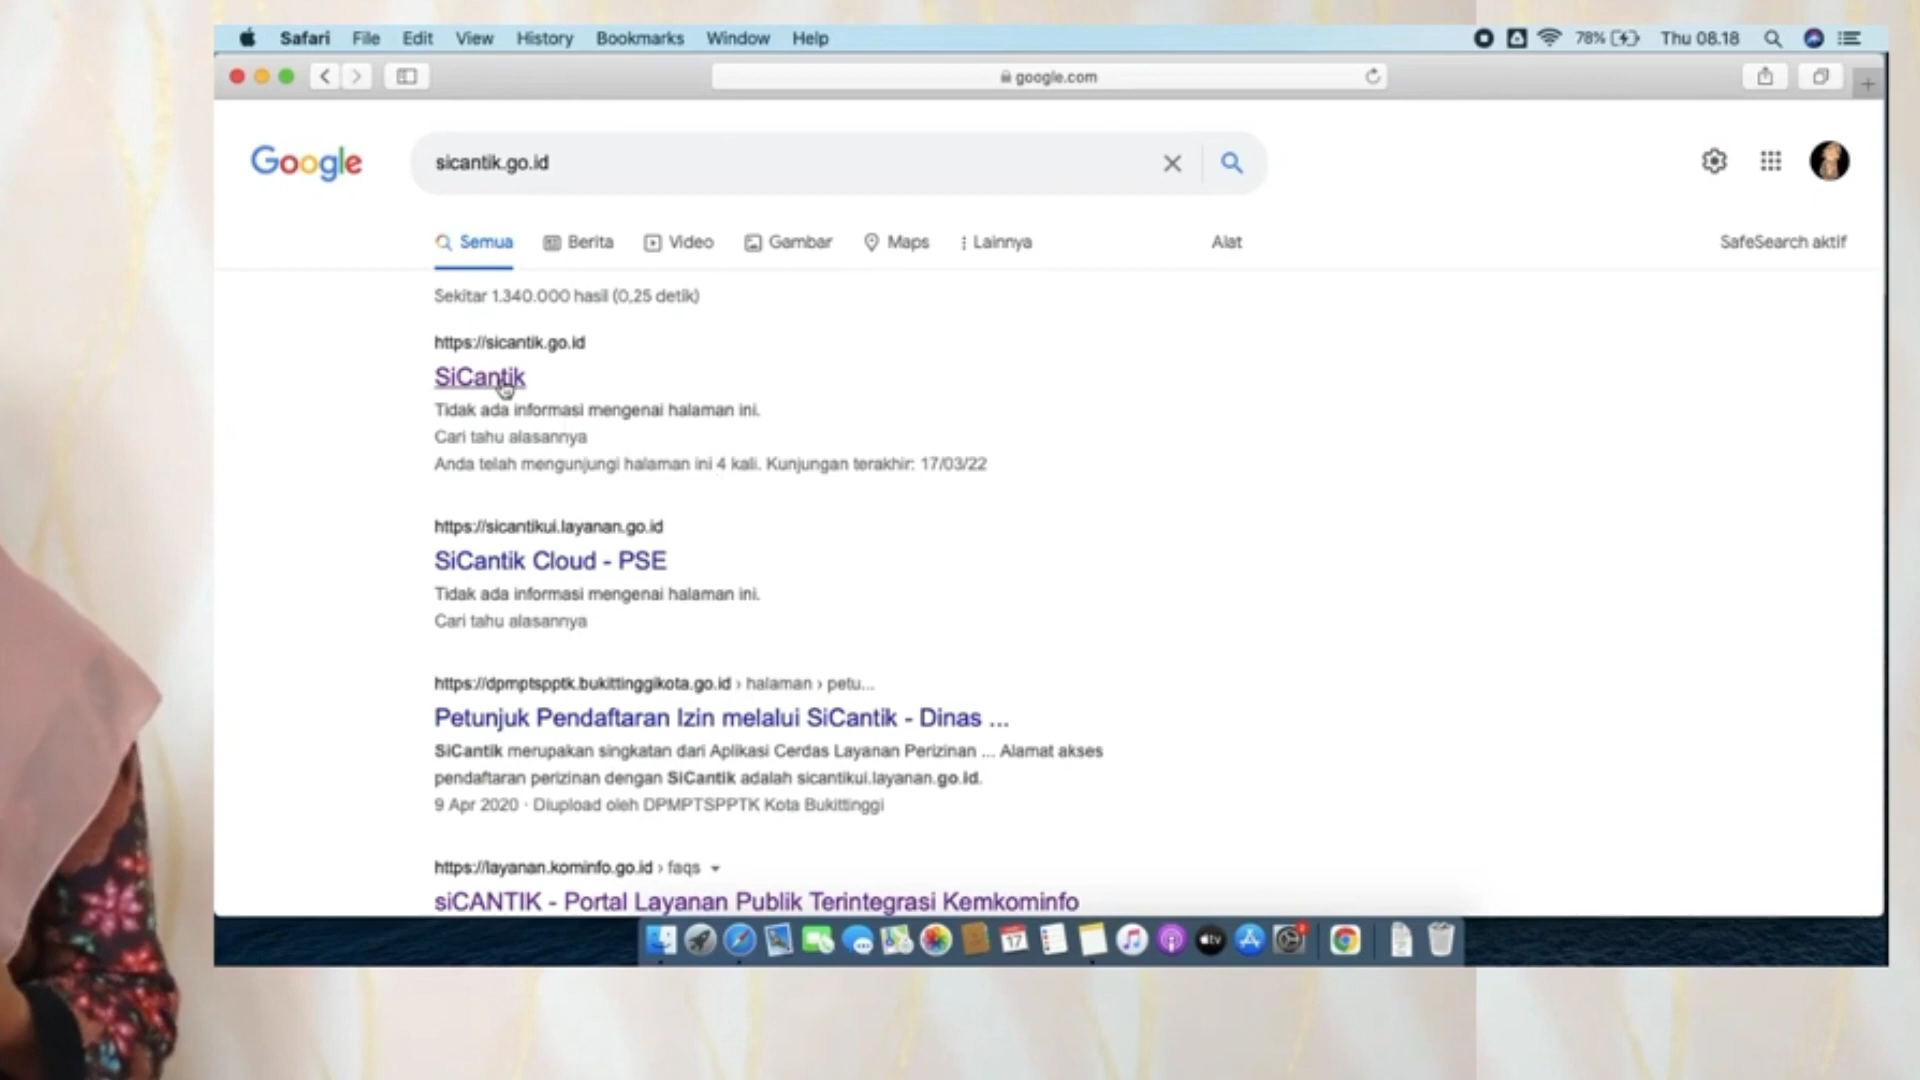 Safari File Edit View History Bookmarks Window Help 78% Thu 08.18
google.com
Google sicantik.go.id
Semua Berita Video Gambar Maps Lainnya Alat SafeSearch aktif
Sekitar 1.340.000 hasil (0,25 detik)
https://sicantik.go.id
SiCantik
Tidak ada informasi mengenai halaman ini.
Cari tahu alasannya
Anda telah mengunjungi halaman ini 4 kali. Kunjungan terakhir: 17/03/22
https://sicantikui.layanan.go.id
SiCantik Cloud - PSE
Tidak ada informasi mengenai halaman ini.
Cari tahu alasannya
https://dpmptspptk.bukittinggikota.go.id › halaman › petu...
Petunjuk Pendaftaran Izin melalui SiCantik - Dinas ...
SiCantik merupakan singkatan dari Aplikasi Cerdas Layanan Perizinan ... Alamat akses
pendaftaran perizinan dengan SiCantik adalah sicantikui.layanan.go.id.
9 Apr 2020 · Diupload oleh DPMPTSPPTK Kota Bukittinggi
https://layanan.kominfo.go.id › faqs
siCANTIK - Portal Layanan Publik Terintegrasi Kemkominfo
17
tv